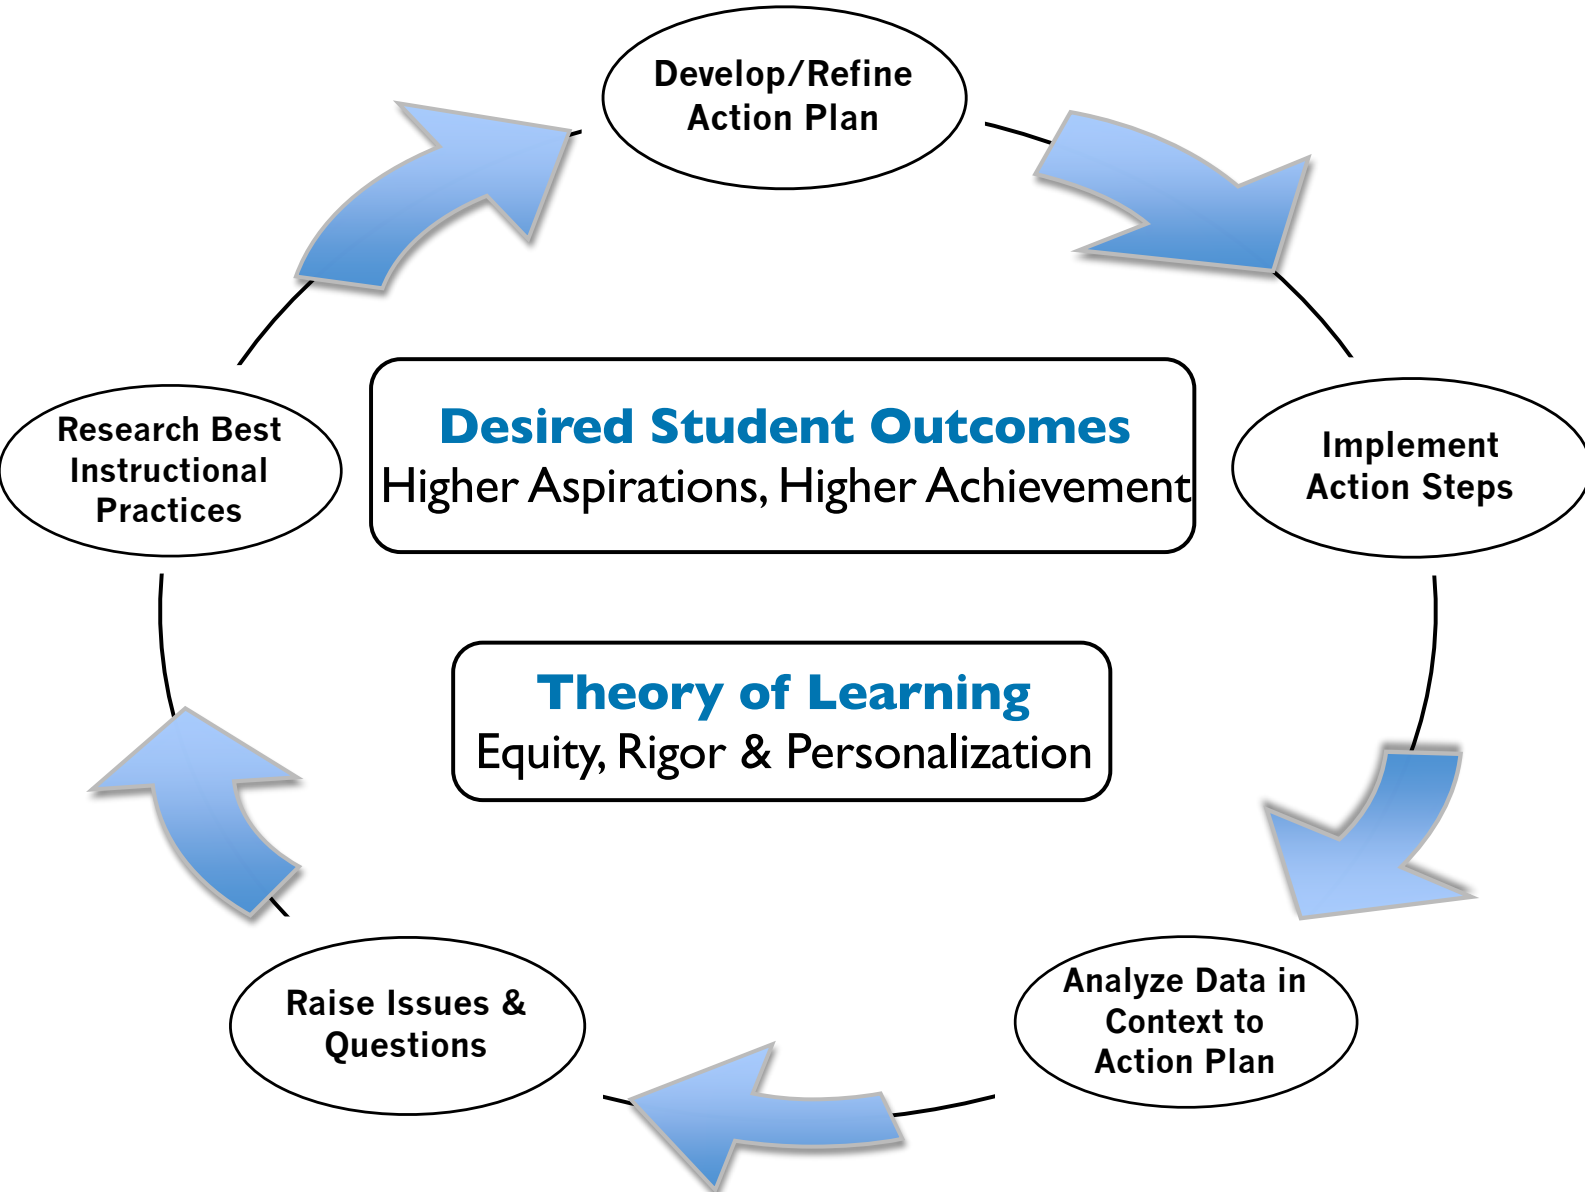 Develop/Refine
Action Plan
Research Best
Instructional
Practices
Desired Student Outcomes
Higher Aspirations, Higher Achievement
Implement
Action Steps
Theory of Learning
Equity, Rigor & Personalization
Raise Issues &
Questions
Analyze Data in
Context to
Action Plan